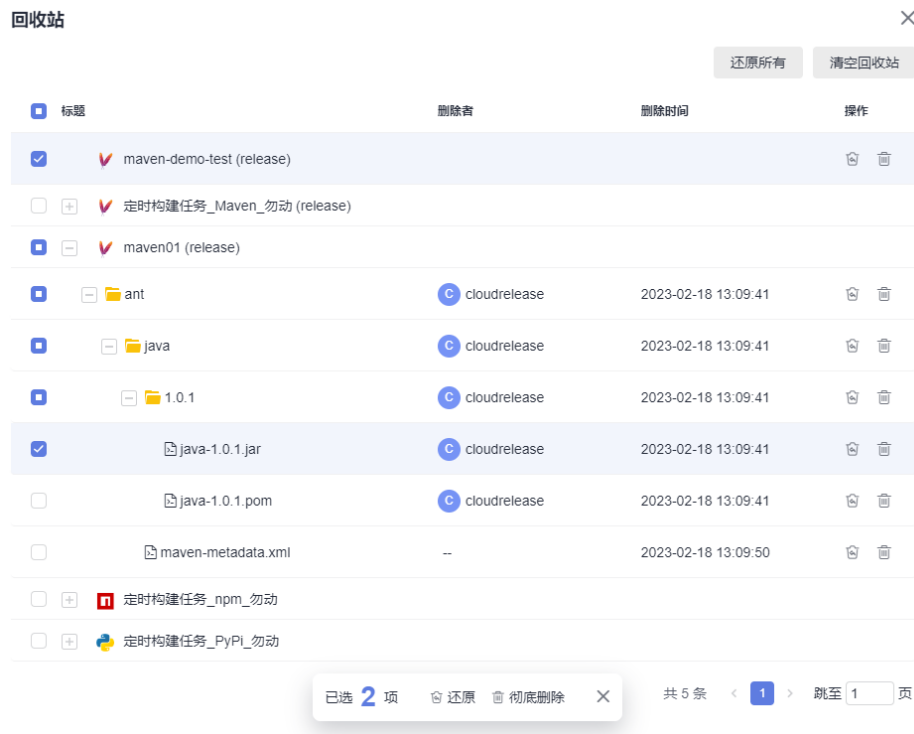 回收站
还原所有 清空回收站
标题 删除者 删除时间 操作
maven-demo-test (release)
定时构建任务_Maven_勿动 (release)
maven01 (release)
ant C cloudrelease 2023-02-18 13:09:41
java C cloudrelease 2023-02-18 13:09:41
1.0.1 C cloudrelease 2023-02-18 13:09:41
java-1.0.1.jar C cloudrelease 2023-02-18 13:09:41
java-1.0.1.pom C cloudrelease 2023-02-18 13:09:41
maven-metadata.xml -- 2023-02-18 13:09:50
定时构建任务_npm_勿动
定时构建任务_PyPi_勿动
已选 2 项 还原 彻底删除 共 5 条 1 跳至 1 页